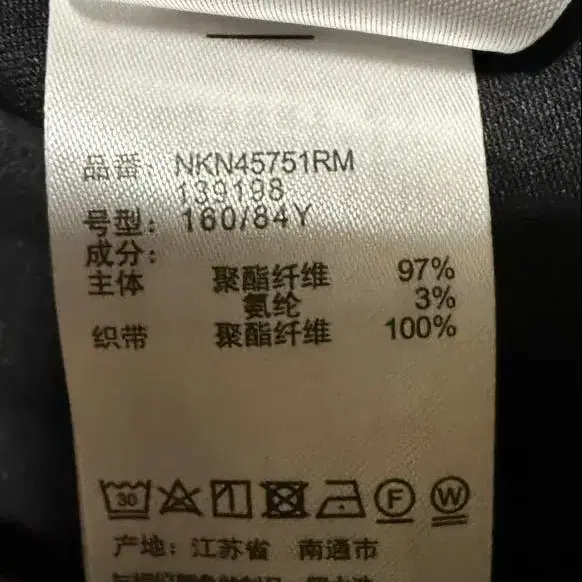 品番: NKN45751RM
139198
号型: 160/84Y
成分:
主体 聚酯纤维 97%
氨纶 3%
织带 聚酯纤维 100%
30 F W
产地: 江苏省 南通市